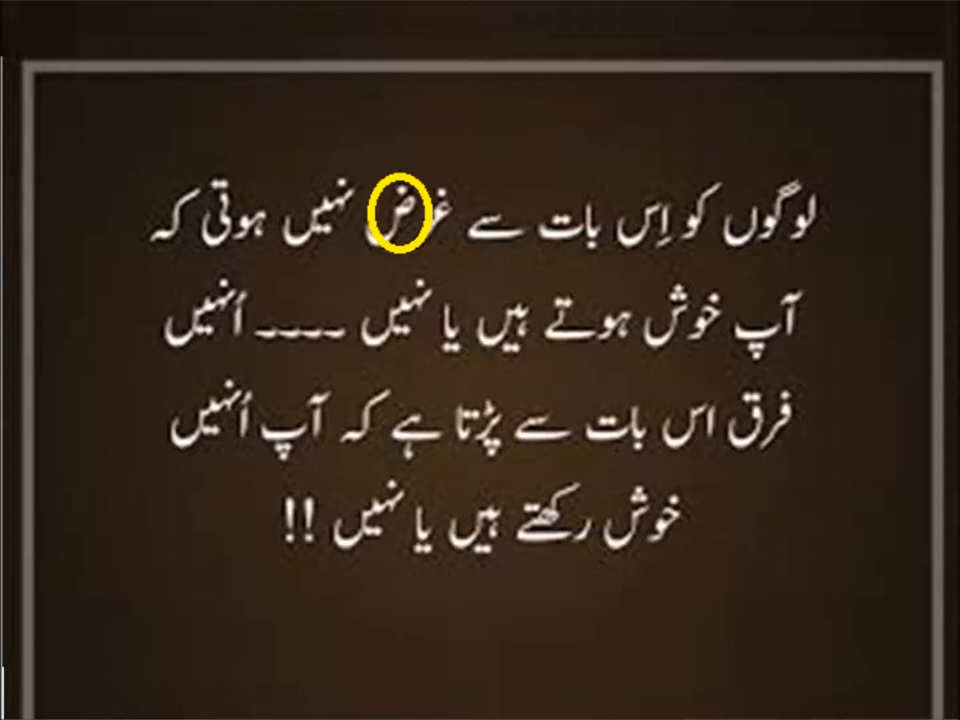 لوگوں کو اِس بات سے غرض نہیں ہوتی کہ
آپ خوش ہوتے ہیں یا نہیں ۔۔۔۔ اُنہیں
فرق اس بات سے پڑتا ہے کہ آپ اُنہیں
خوش رکھتے ہیں یا نہیں !!